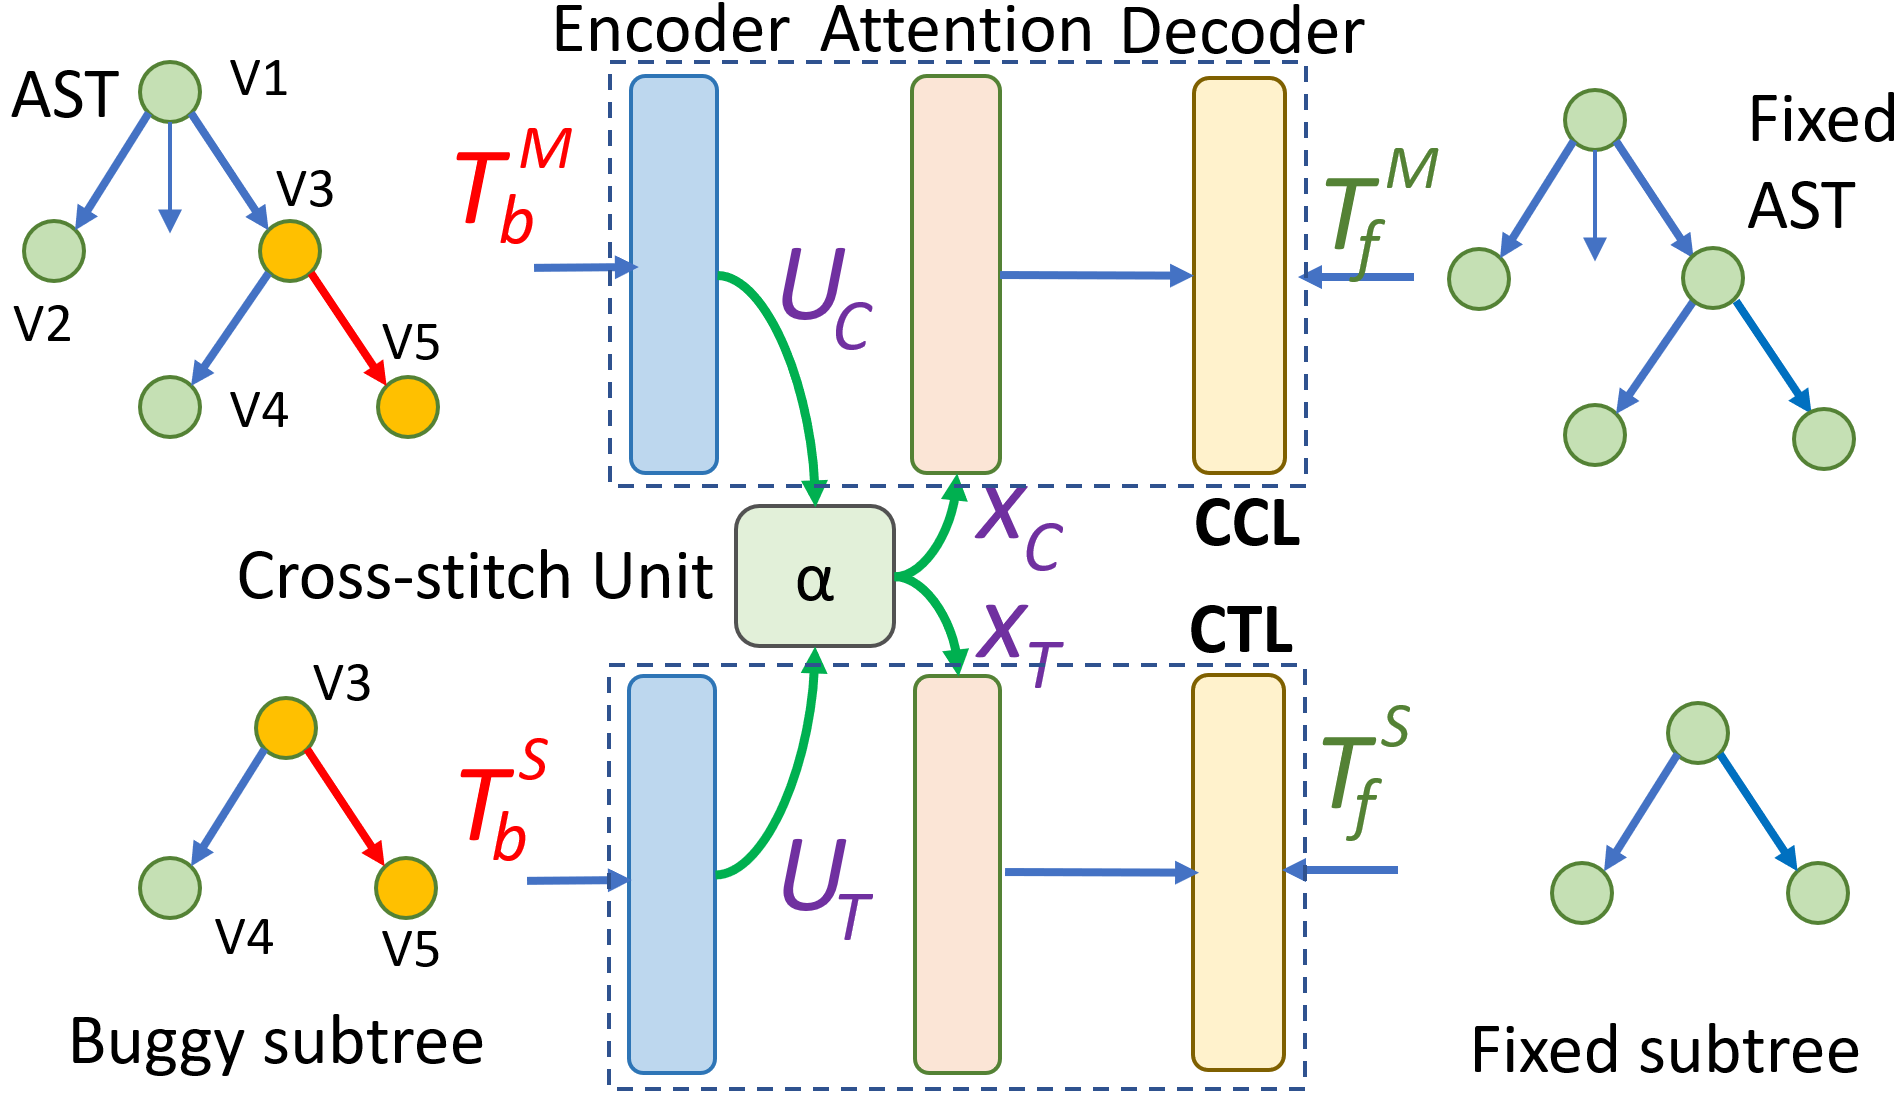 Encoder Attention Decoder
AST
V1
V2
V3
V4
V5
T_b^M
U_C
T_f^M
Fixed
AST
X_C
CCL
Cross-stitch Unit
α
X_T
CTL
V3
V4
V5
Buggy subtree
T_b^S
U_T
T_f^S
Fixed subtree